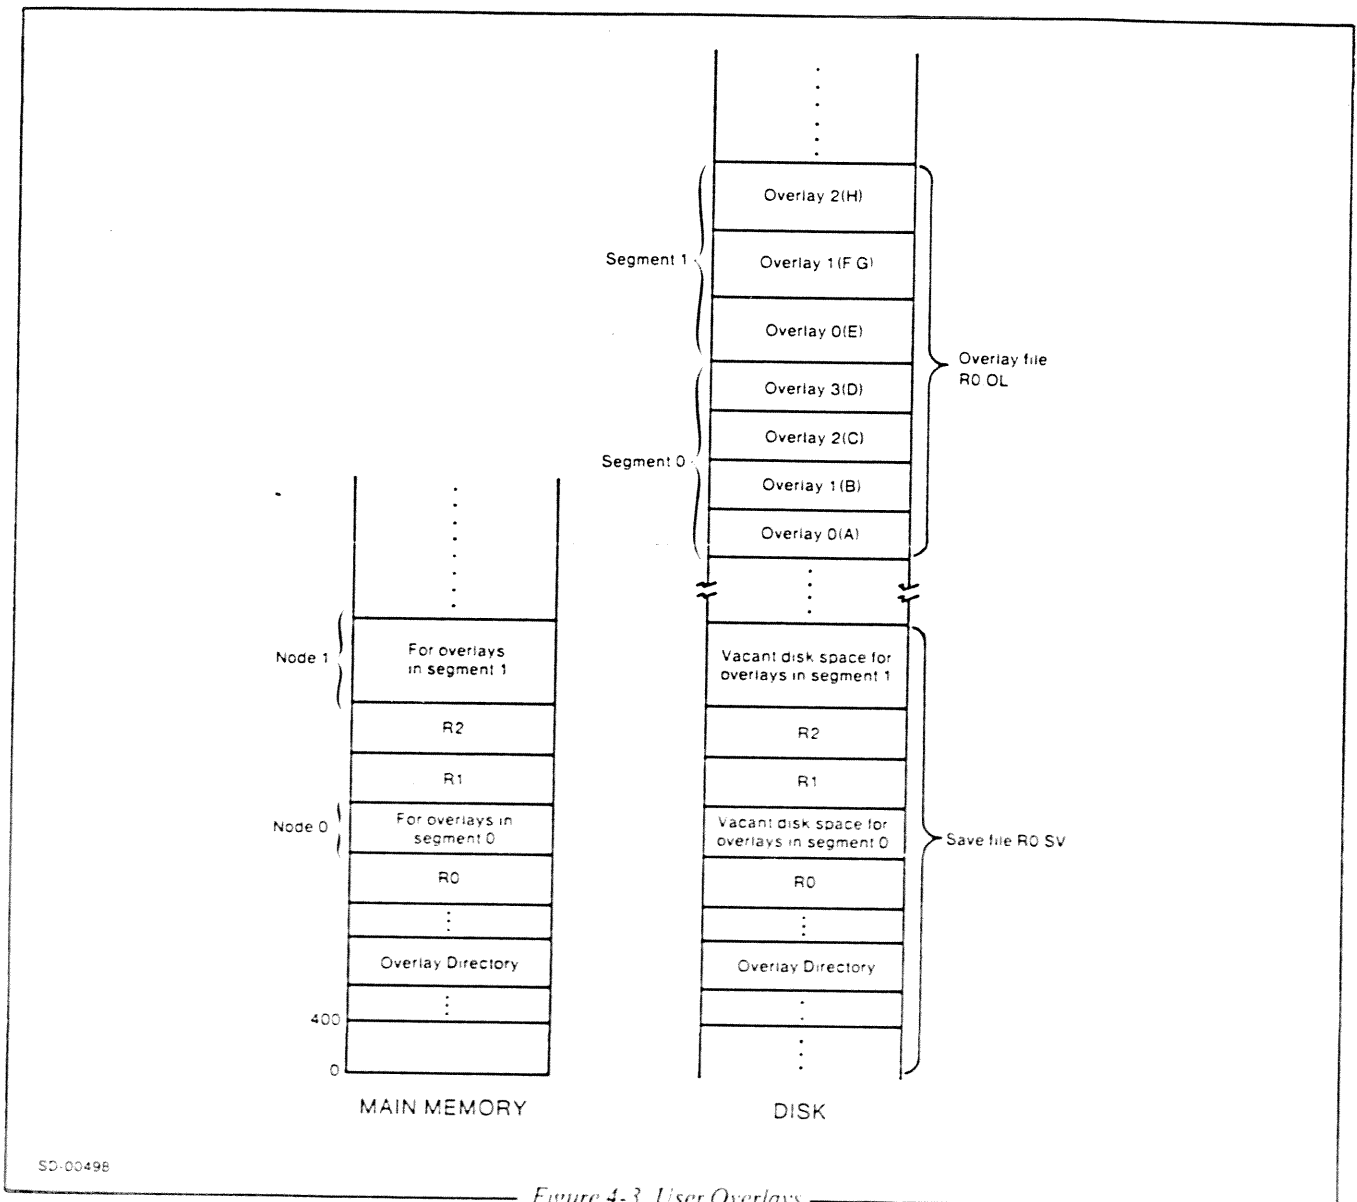 Overlay 2(H)
Segment 1
Overlay 1(F G)
Overlay 0(E)
Overlay file
R0 OL
Overlay 3(D)
Overlay 2(C)
Segment 0
Overlay 1(B)
Overlay 0(A)
Node 1
For overlays
in segment 1
Vacant disk space for
overlays in segment 1
R2
R2
R1
R1
Node 0
For overlays in
segment 0
Vacant disk space for
overlays in segment 0
Save file R0 SV
R0
R0
Overlay Directory
Overlay Directory
400
0
MAIN MEMORY
DISK
SD-00498
Figure 4-3. User Overlays